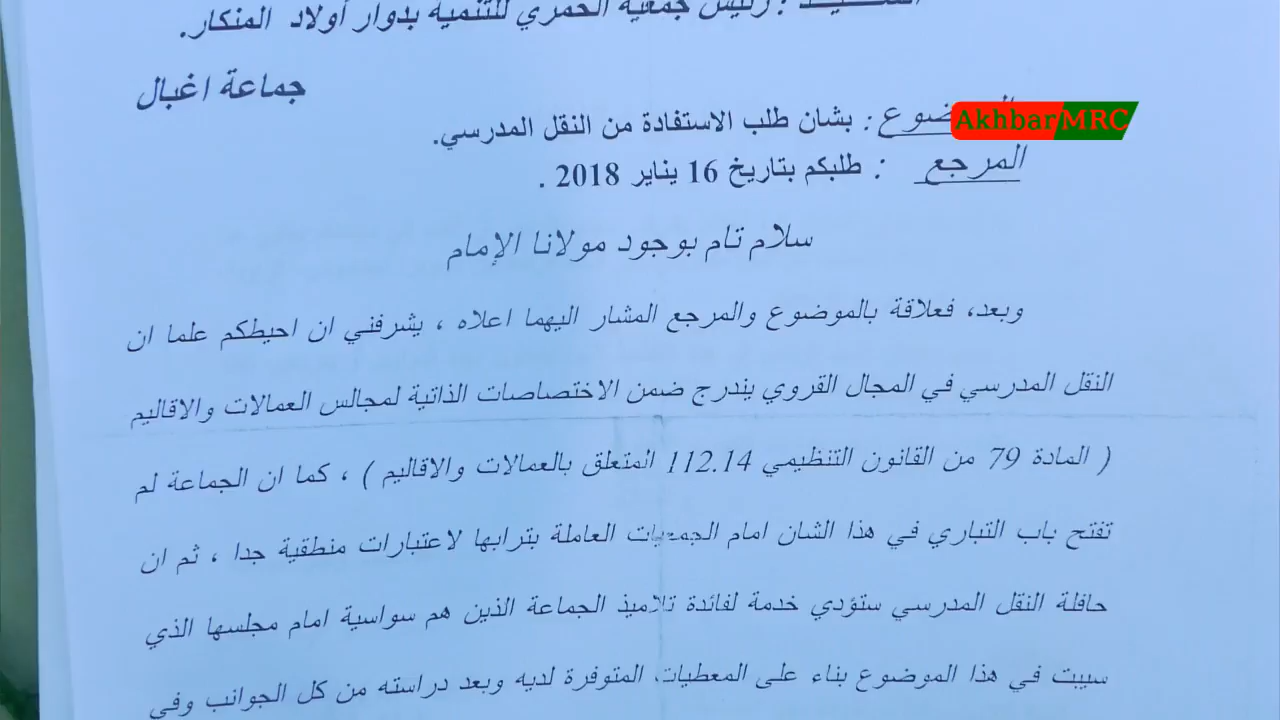 السيد : رئيس جمعية الحمري للتنمية بدوار أولاد المنكار.
جماعة اغبال
الموضوع : بشان طلب الاستفادة من النقل المدرسي.
AkhbarMRC
المرجع : طلبكم بتاريخ 16 يناير 2018 .
سلام تام بوجود مولانا الإمام
وبعد، فعلاقة بالموضوع والمرجع المشار اليهما اعلاه ، يشرفني ان احيطكم علما ان
النقل المدرسي في المجال القروي يندرج ضمن الاختصاصات الذاتية لمجالس العمالات والاقاليم
( المادة 79 من القانون التنظيمي 112.14 المتعلق بالعمالات والاقاليم ) ، كما ان الجماعة لم
تفتح باب التباري في هذا الشان امام الجمعيات العاملة بترابها لاعتبارات منطقية جدا ، ثم ان
حافلة النقل المدرسي ستؤدي خدمة لفائدة تلاميذ الجماعة الذين هم سواسية امام مجلسها الذي
سيبت في هذا الموضوع بناء على المعطيات المتوفرة لديه وبعد دراسته من كل الجوانب وفي